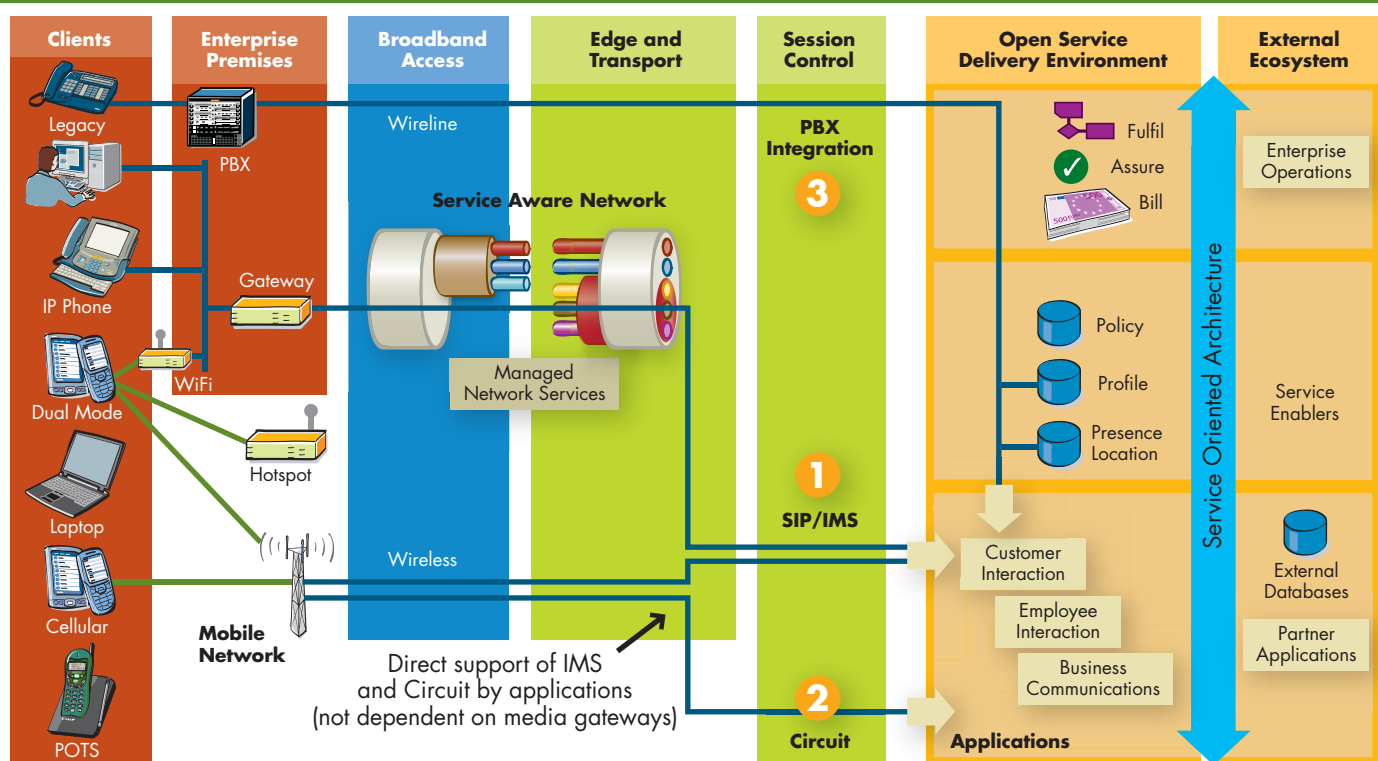 Clients
Enterprise
Premises
Broadband
Access
Edge and
Transport
Session
Control
Open Service
Delivery Environment
External
Ecosystem
Legacy
PBX
Wireline
PBX
Integration
3
Fulfil
Assure
Bill
500
Enterprise
Operations
Service Aware Network
IP Phone
Gateway
WiFi
Dual Mode
Hotspot
Managed
Network Services
Policy
Profile
Presence
Location
Service Oriented Architecture
Service
Enablers
Laptop
1
SIP/IMS
Wireless
Customer
Interaction
Employee
Interaction
Business
Communications
External
Databases
Partner
Applications
Cellular
Mobile
Network
Direct support of IMS
and Circuit by applications
(not dependent on media gateways)
2
Circuit
Applications
POTS